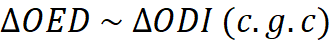 ΔOED ~ ΔODI (c.g.c)